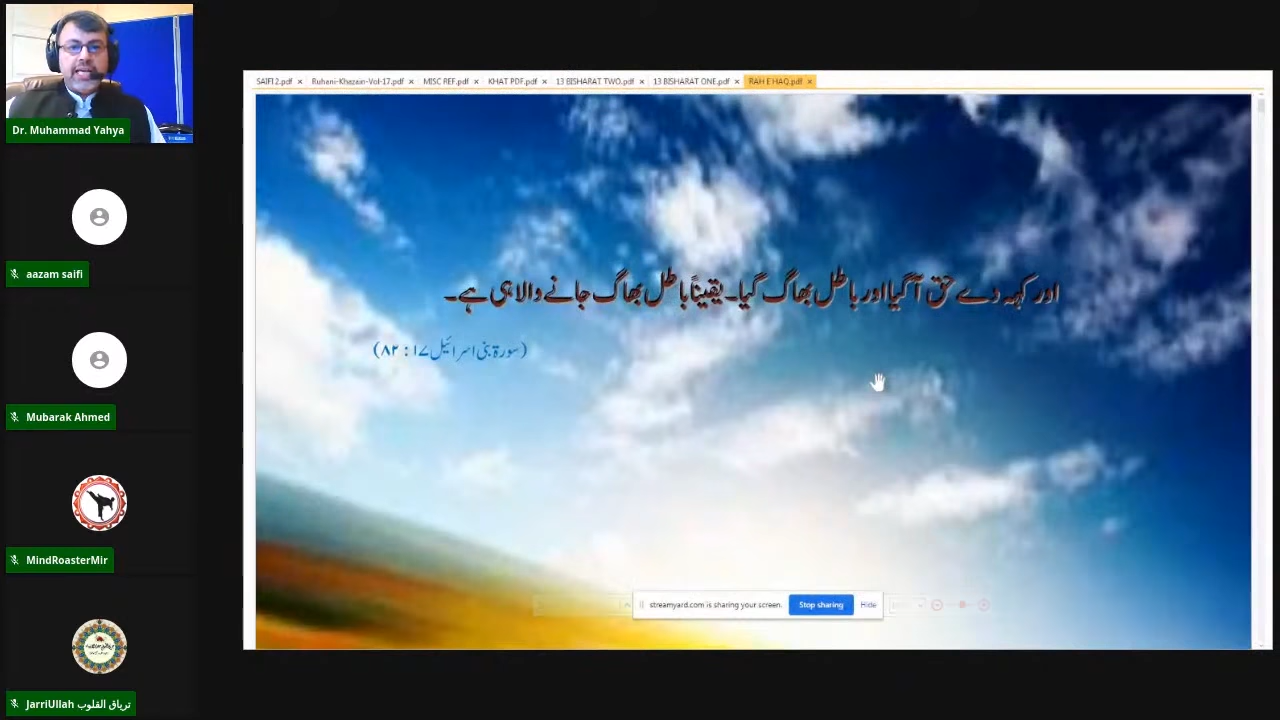 SAIFI 2.pdf × Ruhani-Khazain-Vol-17.pdf × MISC REF.pdf × KHAT PDF.pdf × 13 BISHARAT TWO.pdf × 13 BISHARAT ONE.pdf × RAH E HAQ.pdf ×
Dr. Muhammad Yahya
aazam saifi
اور کہہ دے حق آگیا اور باطل بھاگ گیا۔ یقیناً باطل بھاگ جانے والا ہی ہے۔
(سورۃ بنی اسرائیل ۱۷ : ۸۲)
Mubarak Ahmed
MindRoasterMir
streamyard.com is sharing your screen. Stop sharing Hide
JarriUllah تریاق القلوب